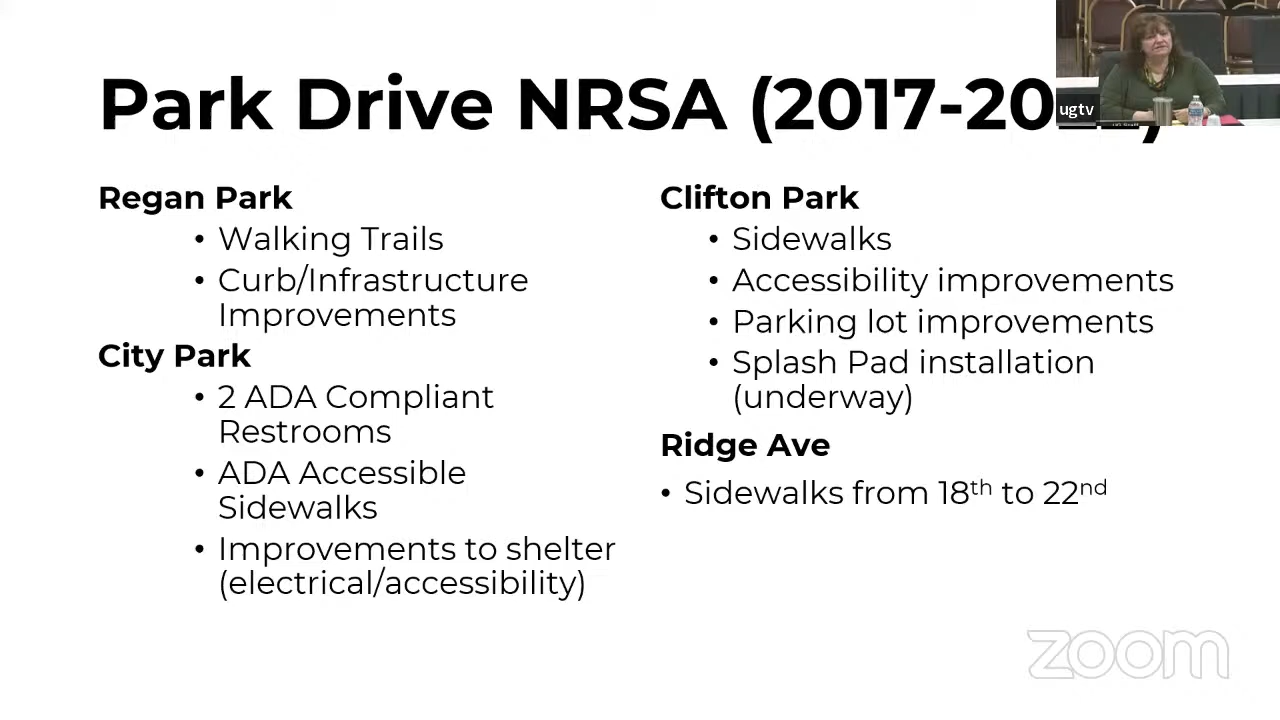 Park Drive NRSA (2017-20
ugtv
Regan Park
• Walking Trails
• Curb/Infrastructure
Improvements
City Park
• 2 ADA Compliant
Restrooms
• ADA Accessible
Sidewalks
• Improvements to shelter
(electrical/accessibility)
Clifton Park
• Sidewalks
• Accessibility improvements
• Parking lot improvements
• Splash Pad installation
(underway)
Ridge Ave
• Sidewalks from 18th to 22nd
zoom